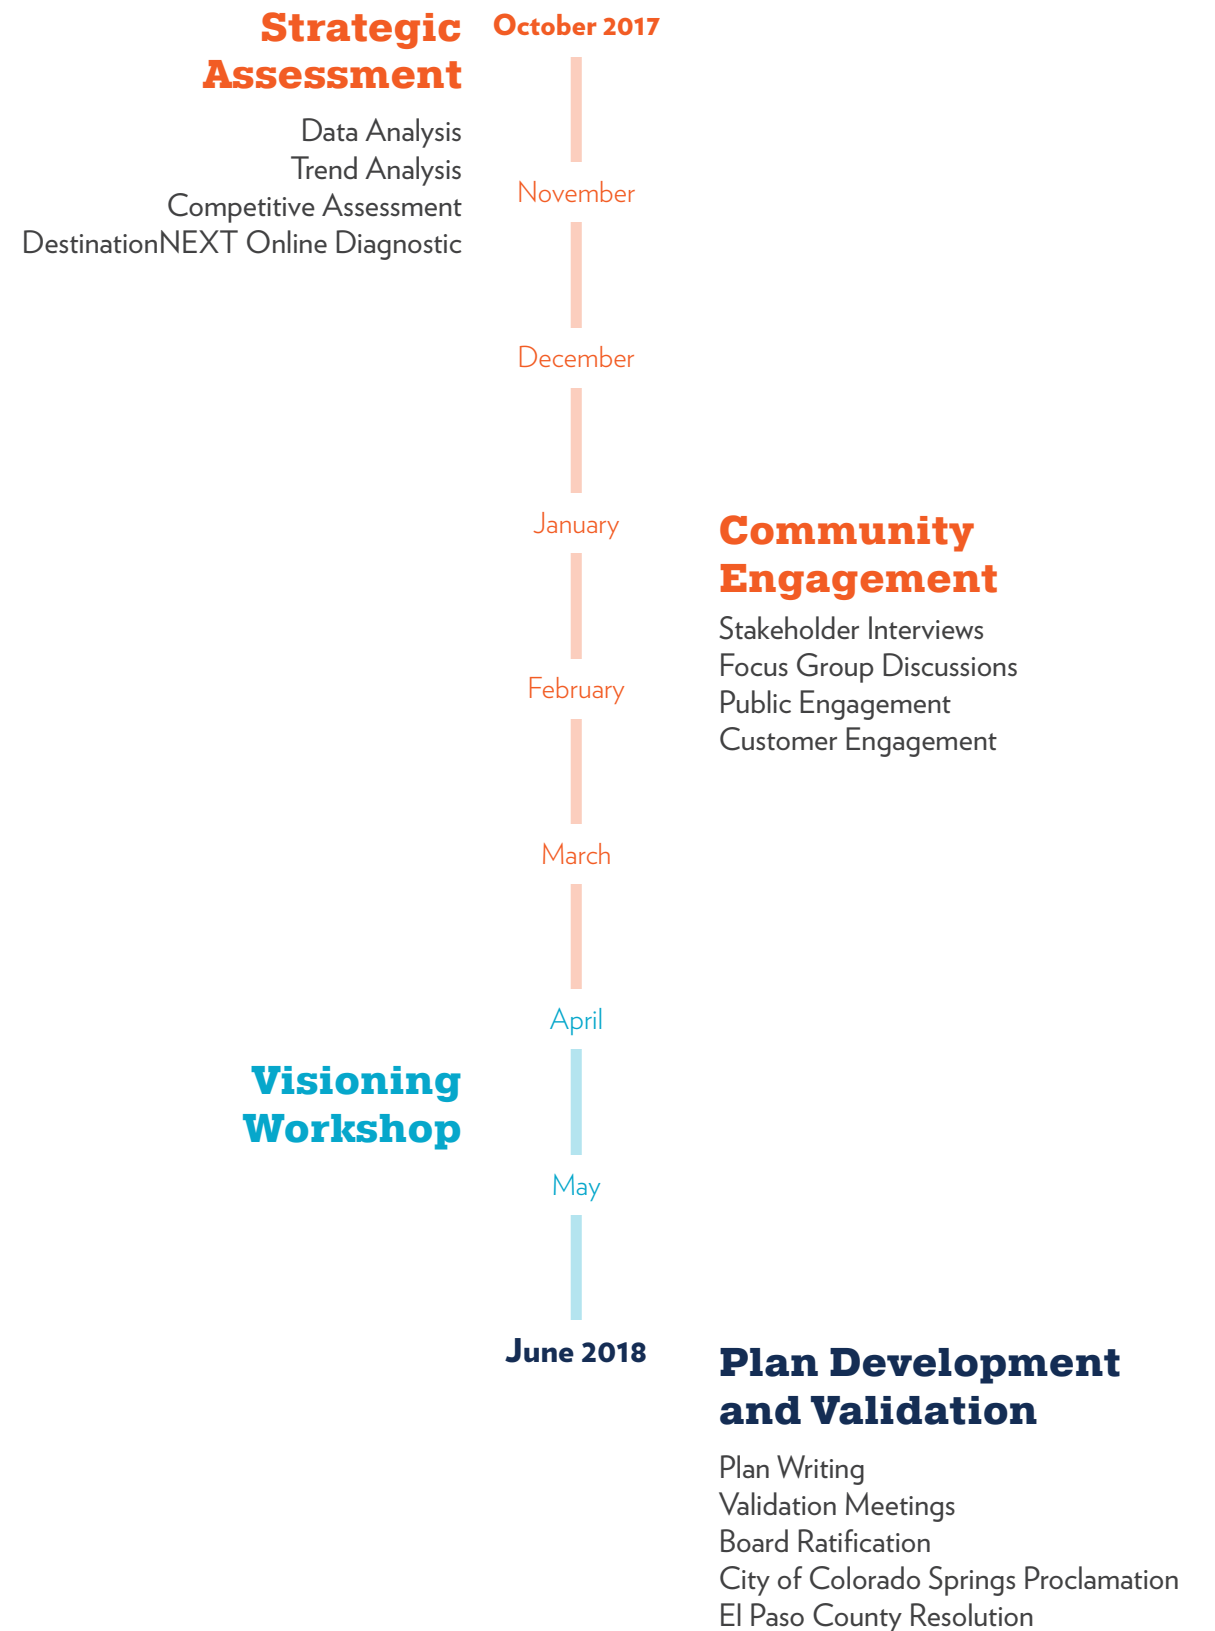 Strategic
Assessment
Data Analysis
Trend Analysis
Competitive Assessment
DestinationNEXT Online Diagnostic
October 2017
November
December
January
Community
Engagement
Stakeholder Interviews
Focus Group Discussions
Public Engagement
Customer Engagement
February
March
April
Visioning
Workshop
May
June 2018
Plan Development
and Validation
Plan Writing
Validation Meetings
Board Ratification
City of Colorado Springs Proclamation
El Paso County Resolution